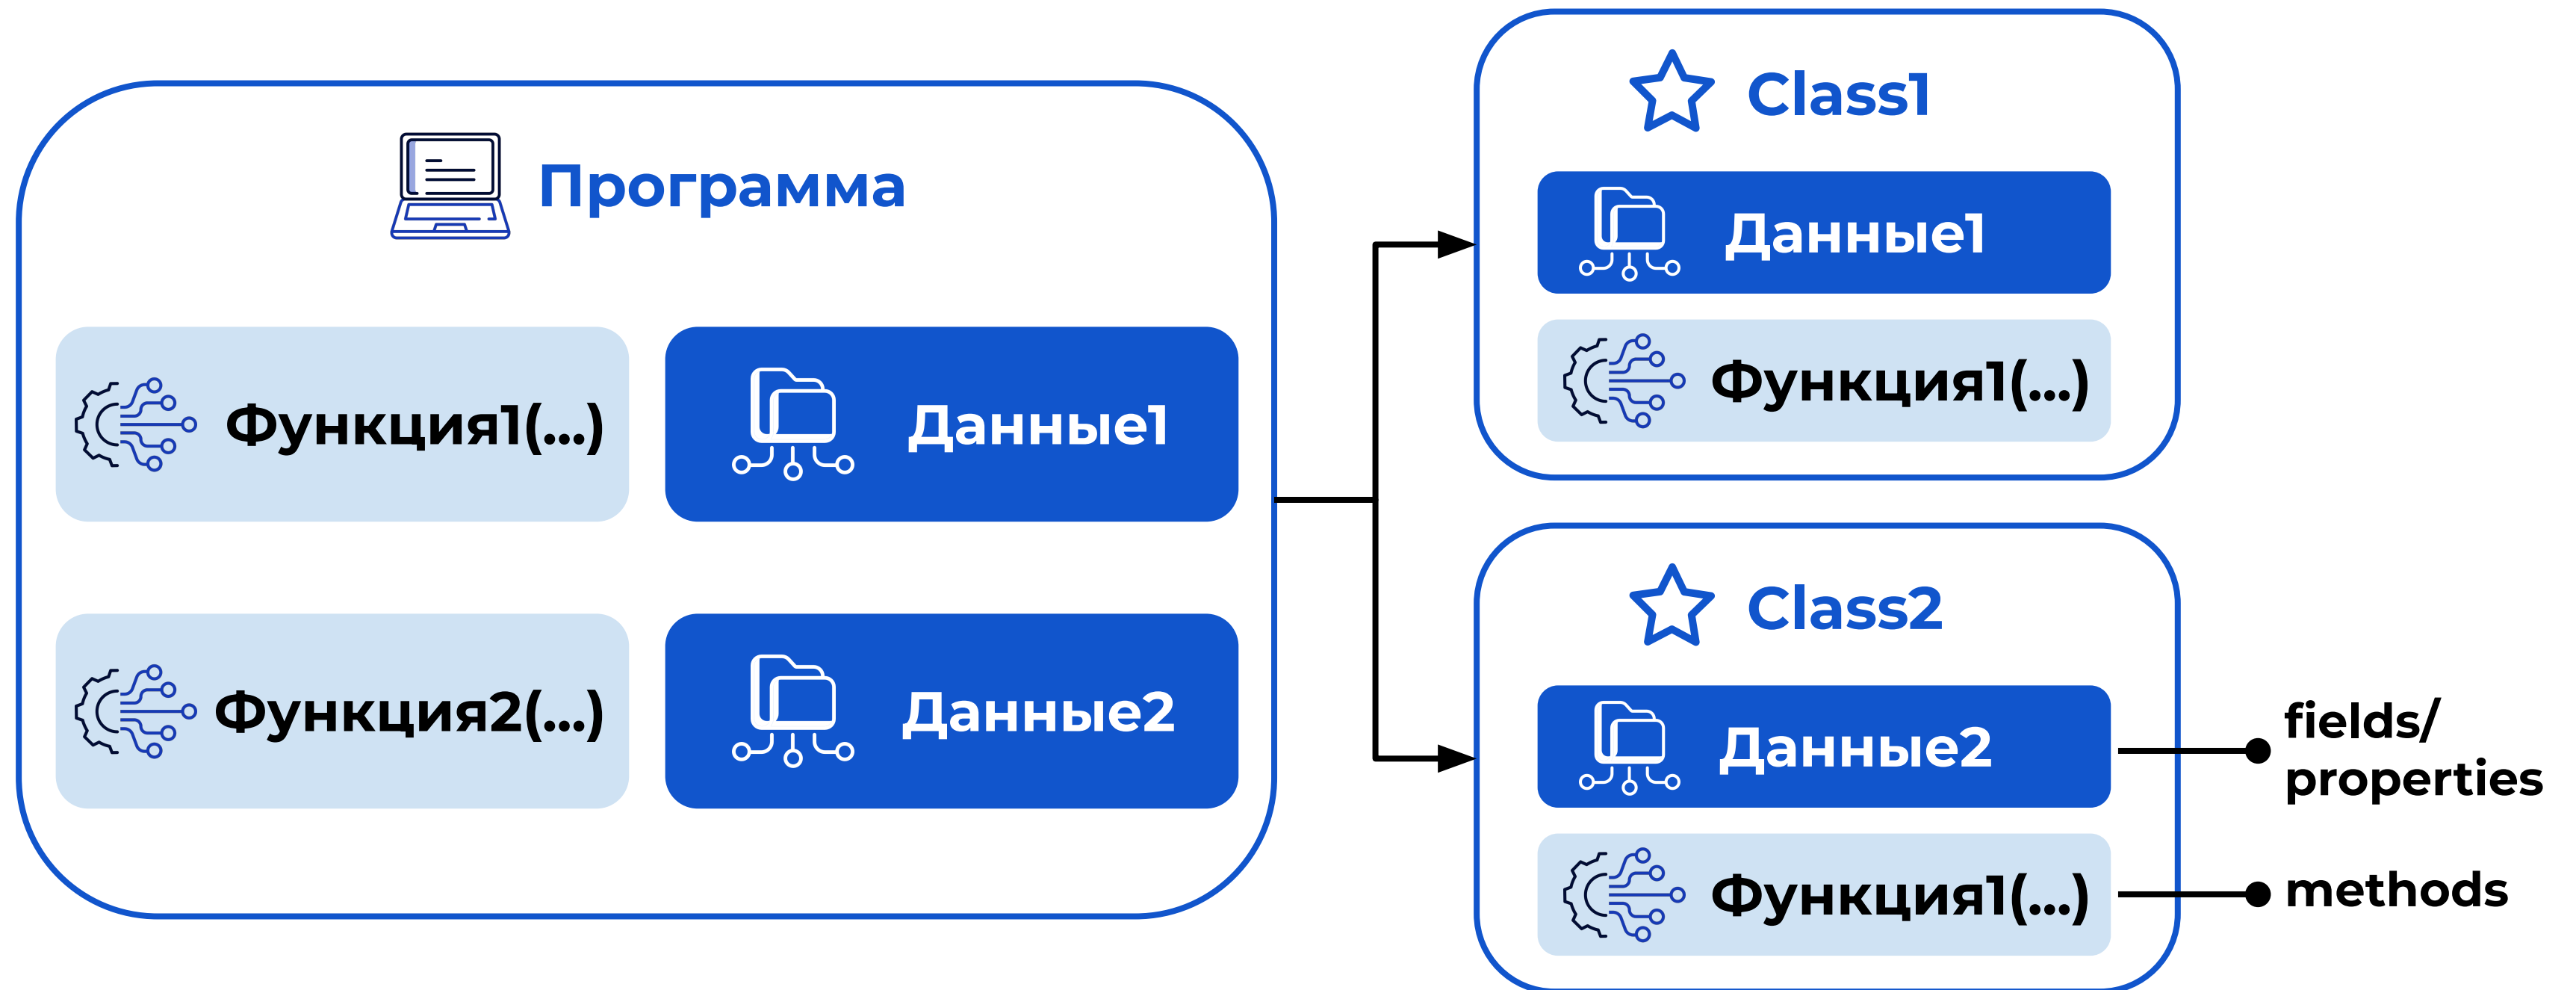 Программа
Функция1(...)
Данные1
Функция2(...)
Данные2
Class1
Данные1
Функция1(...)
Class2
Данные2
Функция1(...)
fields/
properties
methods